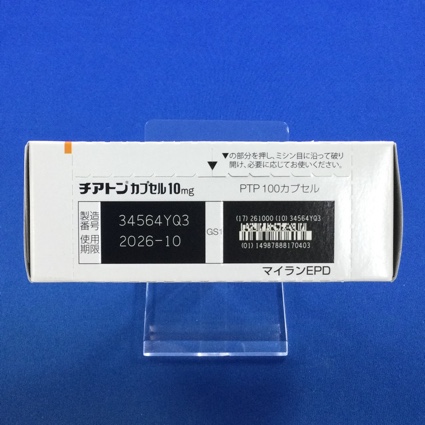 ▼の部分を押し、ミシン目に沿って破り
開け、必要に応じてお使いください。
▼
チアトンカプセル10mg
PTP 100カプセル
製造番号 34564YQ3
使用期限 2026-10
GS1
(17) 261000 (10) 34564YQ3
(01) 14987888170403
マイランEPD